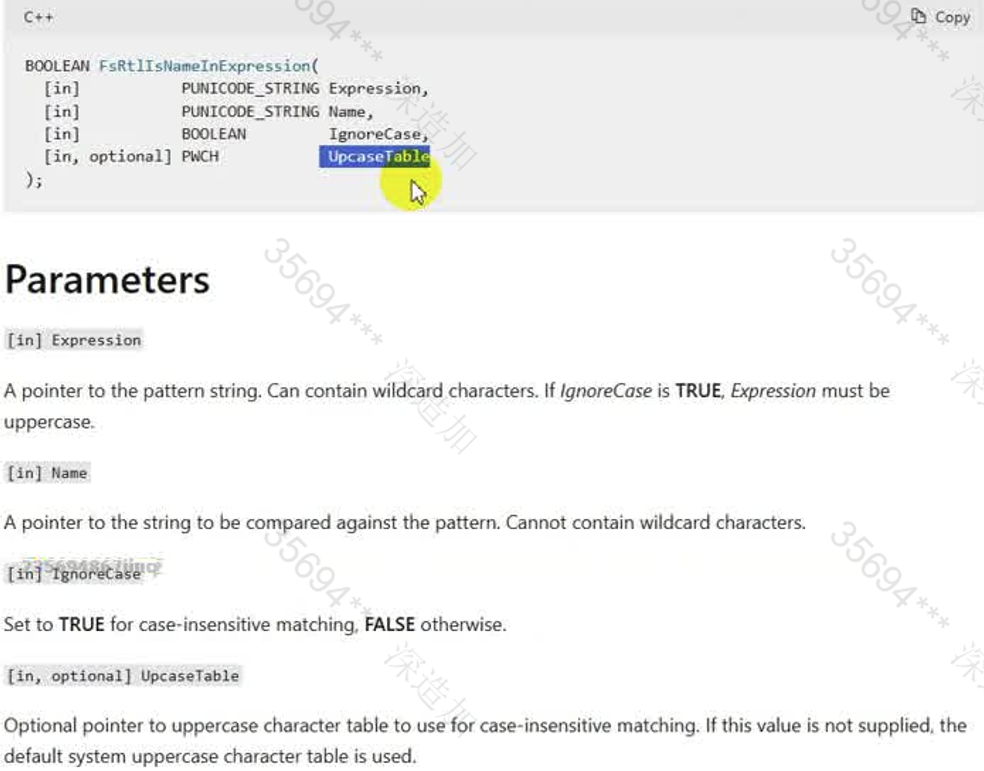 C++
Copy
BOOLEAN FsRtlIsNameInExpression(
[in] PUNICODE_STRING Expression,
[in] PUNICODE_STRING Name,
[in] BOOLEAN IgnoreCase,
[in, optional] PWCH UpcaseTable
);
Parameters
[in] Expression
A pointer to the pattern string. Can contain wildcard characters. If IgnoreCase is TRUE, Expression must be
uppercase.
[in] Name
A pointer to the string to be compared against the pattern. Cannot contain wildcard characters.
[in] IgnoreCase
Set to TRUE for case-insensitive matching, FALSE otherwise.
[in, optional] UpcaseTable
Optional pointer to uppercase character table to use for case-insensitive matching. If this value is not supplied, the
default system uppercase character table is used.
35694***
深造加